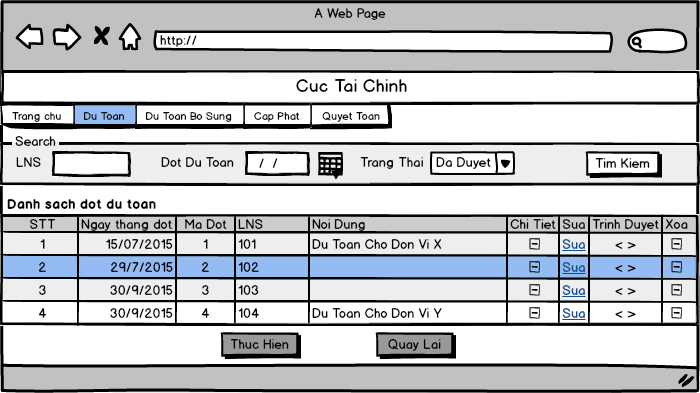 A Web Page
http://
Cuc Tai Chinh
Trang chu Du Toan Du Toan Bo Sung Cap Phat Quyet Toan
Search
LNS Dot Du Toan / / Trang Thai Da Duyet Tim Kiem
Danh sach dot du toan
STT Ngay thang dot Ma Dot LNS Noi Dung Chi Tiet Sua Trinh Duyet Xoa
1 15/07/2015 1 101 Du Toan Cho Don Vi X Sua < >
2 29/7/2015 2 102 Sua < >
3 30/9/2015 3 103 Sua < >
4 30/9/2015 4 104 Du Toan Cho Don Vi Y Sua < >
Thuc Hien Quay Lai